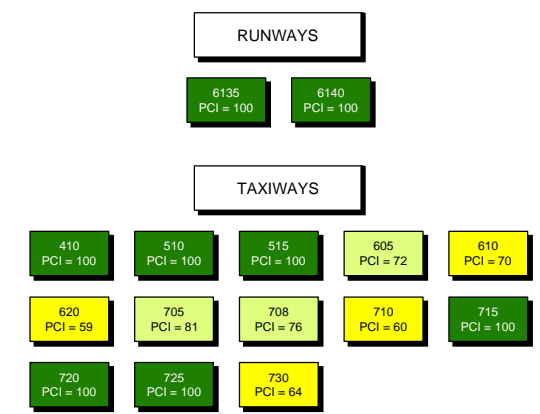 RUNWAYS
6135
PCI = 100
6140
PCI = 100
TAXIWAYS
410
PCI = 100
510
PCI = 100
515
PCI = 100
605
PCI = 72
610
PCI = 70
620
PCI = 59
705
PCI = 81
708
PCI = 76
710
PCI = 60
715
PCI = 100
720
PCI = 100
725
PCI = 100
730
PCI = 64